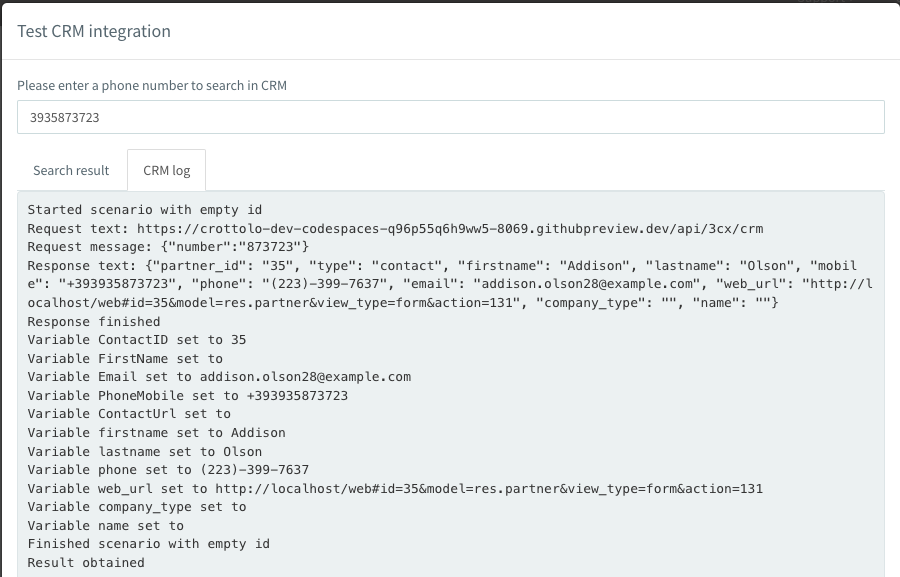 Test CRM integration
Please enter a phone number to search in CRM
3935873723
Search result
CRM log
Started scenario with empty id
Request text: https://crottolo-dev-codespaces-q96p55q6h9ww5-8069.githubpreview.dev/api/3cx/crm
Request message: {"number":"873723"}
Response text: {"partner_id": "35", "type": "contact", "firstname": "Addison", "lastname": "Olson", "mobil
e": "+393935873723", "phone": "(223)-399-7637", "email": "addison.olson28@example.com", "web_url": "http://l
ocalhost/web#id=35&model=res.partner&view_type=form&action=131", "company_type": "", "name": ""}
Response finished
Variable ContactID set to 35
Variable FirstName set to
Variable Email set to addison.olson28@example.com
Variable PhoneMobile set to +393935873723
Variable ContactUrl set to
Variable firstname set to Addison
Variable lastname set to Olson
Variable phone set to (223)-399-7637
Variable web_url set to http://localhost/web#id=35&model=res.partner&view_type=form&action=131
Variable company_type set to
Variable name set to
Finished scenario with empty id
Result obtained